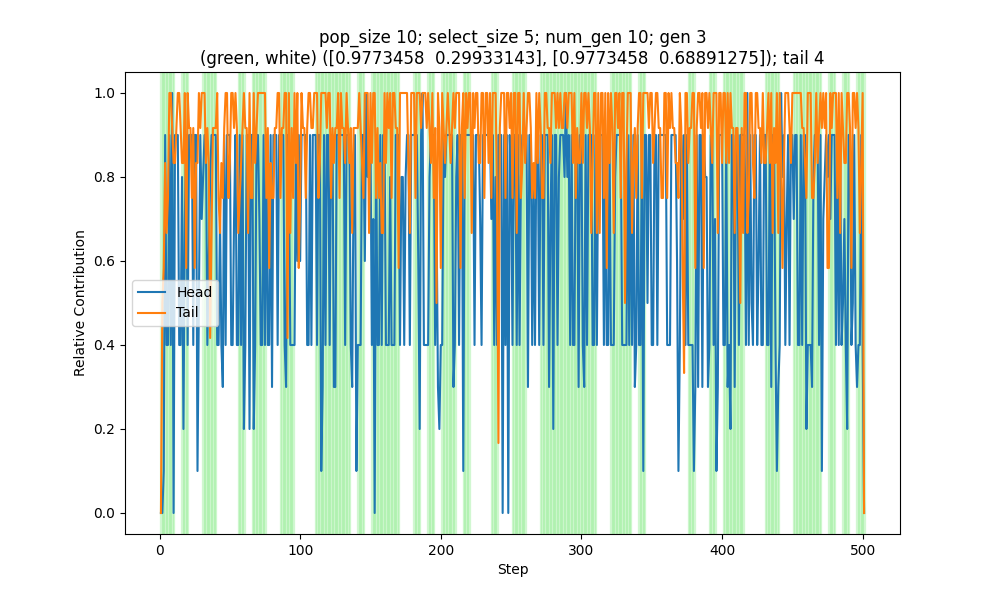 pop_size 10; select_size 5; num_gen 10; gen 3
(green, white) ([0.9773458  0.29933143], [0.9773458  0.68891275]); tail 4
Relative Contribution
1.0
0.8
0.6
0.4
0.2
0.0
Head
Tail
0
100
200
300
400
500
Step